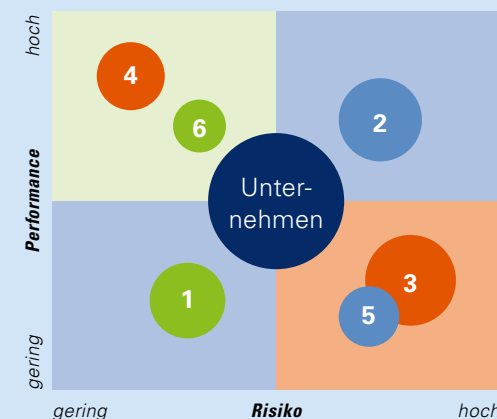 hoch
4
6
2
Performance
Unter-
nehmen
1
3
5
gering
gering
Risiko
hoch